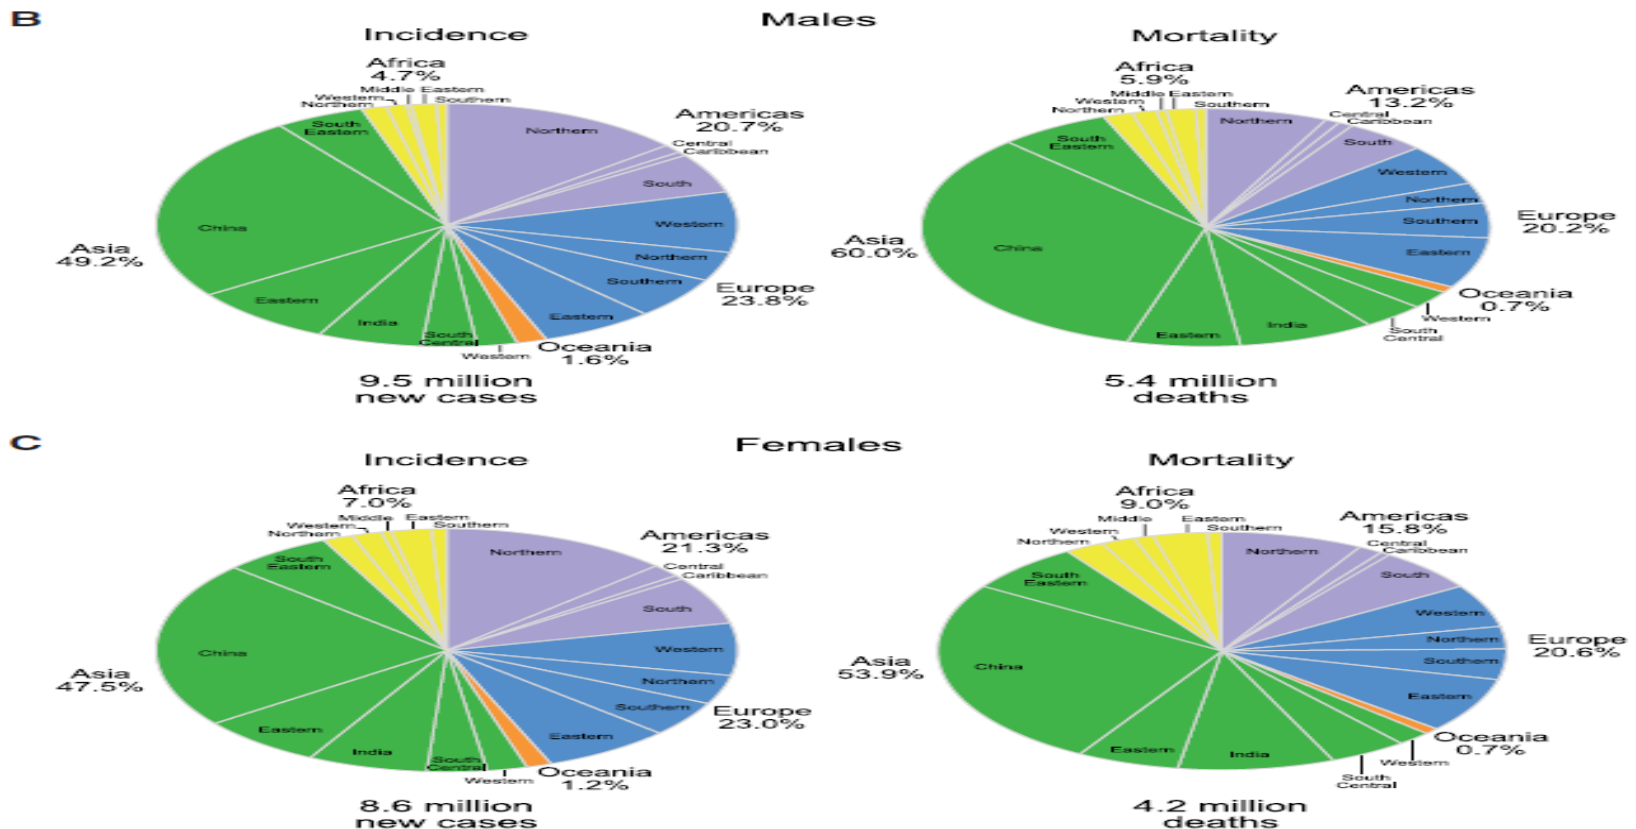 B
Males
Incidence
Africa
4.7%
Middle Eastern
Western
Southern
Northern
South
Eastern
Americas
20.7%
Northern
Central
Caribbean
South
Western
Northern
Southern
Eastern
Europe
23.8%
China
Asia
49.2%
Eastern
India
South
Central
Western
Oceania
1.6%
9.5 million
new cases
Mortality
Africa
5.9%
Middle Eastern
Western
Southern
Northern
South
Eastern
Americas
13.2%
Northern
Central
Caribbean
South
Western
Northern
Southern
Eastern
Europe
20.2%
China
Asia
60.0%
Eastern
India
South
Central
Western
Oceania
0.7%
5.4 million
deaths
C
Females
Incidence
Africa
7.0%
Middle Eastern
Western
Southern
Northern
South
Eastern
Americas
21.3%
Northern
Central
Caribbean
South
Western
Northern
Southern
Eastern
Europe
23.0%
China
Asia
47.5%
Eastern
India
South
Central
Western
Oceania
1.2%
8.6 million
new cases
Mortality
Africa
9.0%
Middle Eastern
Western
Southern
Northern
South
Eastern
Americas
15.8%
Northern
Central
Caribbean
South
Western
Northern
Southern
Eastern
Europe
20.6%
China
Asia
53.9%
Eastern
India
South
Central
Western
Oceania
0.7%
4.2 million
deaths